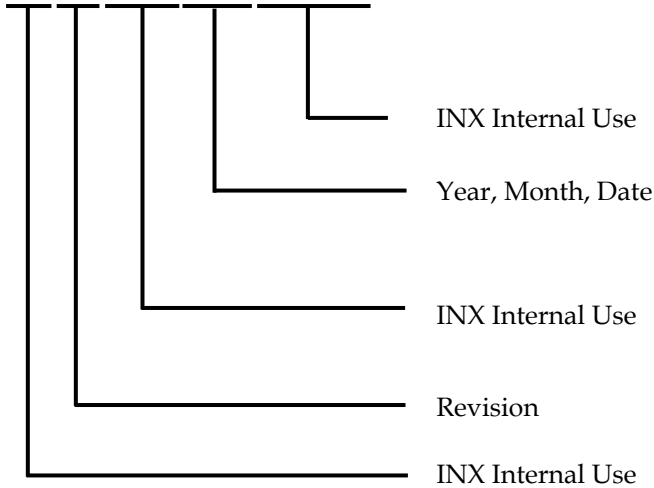 INX Internal Use
Year, Month, Date
INX Internal Use
Revision
INX Internal Use